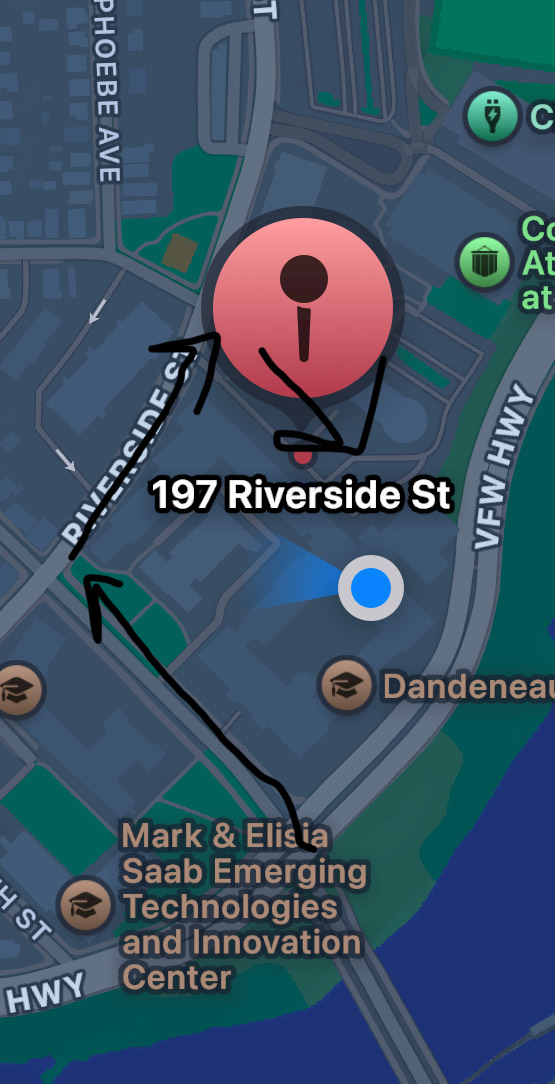 PHOEBE AVE
T
C
Co
At
at
RIVERSIDE ST
197 Riverside St
VFW HWY
Dandeneau
Mark & Elisia
Saab Emerging
Technologies
and Innovation
Center
H ST
HWY